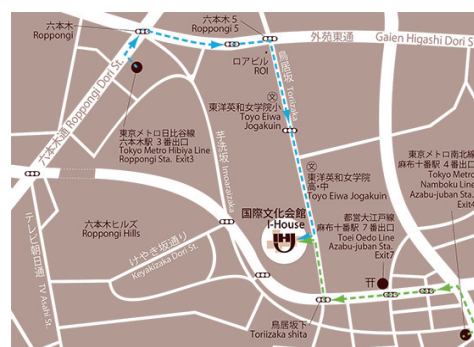 六本木
Roppongi
六本木 5
Roppongi 5
外苑東通
Gaien Higashi Dori St.
ロアビル
ROI
鳥居坂
Toriizaka
六本木通 Roppongi Dori St.
文
東洋英和女学院小
Toyo Eiwa
Jogakuin
東京メトロ日比谷線
六本木駅 3 番出口
Tokyo Metro Hibiya Line
Roppongi Sta. Exit3
芋洗坂 Imoaraizaka
文
東洋英和女学院
高・中
Toyo Eiwa Jogakuin
東京メトロ南北線
麻布十番駅 4 番出口
Tokyo Metro
Namboku Line
Azabu-juban Sta.
Exit4
国際文化会館
I-House
都営大江戸線
麻布十番駅 7 番出口
Toei Oedo Line
Azabu-juban Sta.
Exit7
六本木ヒルズ
Roppongi Hills
けやき坂通り
Keyakizaka Dori St.
テレビ朝日通
TV Asahi St.
鳥居坂下
Toriizaka shita